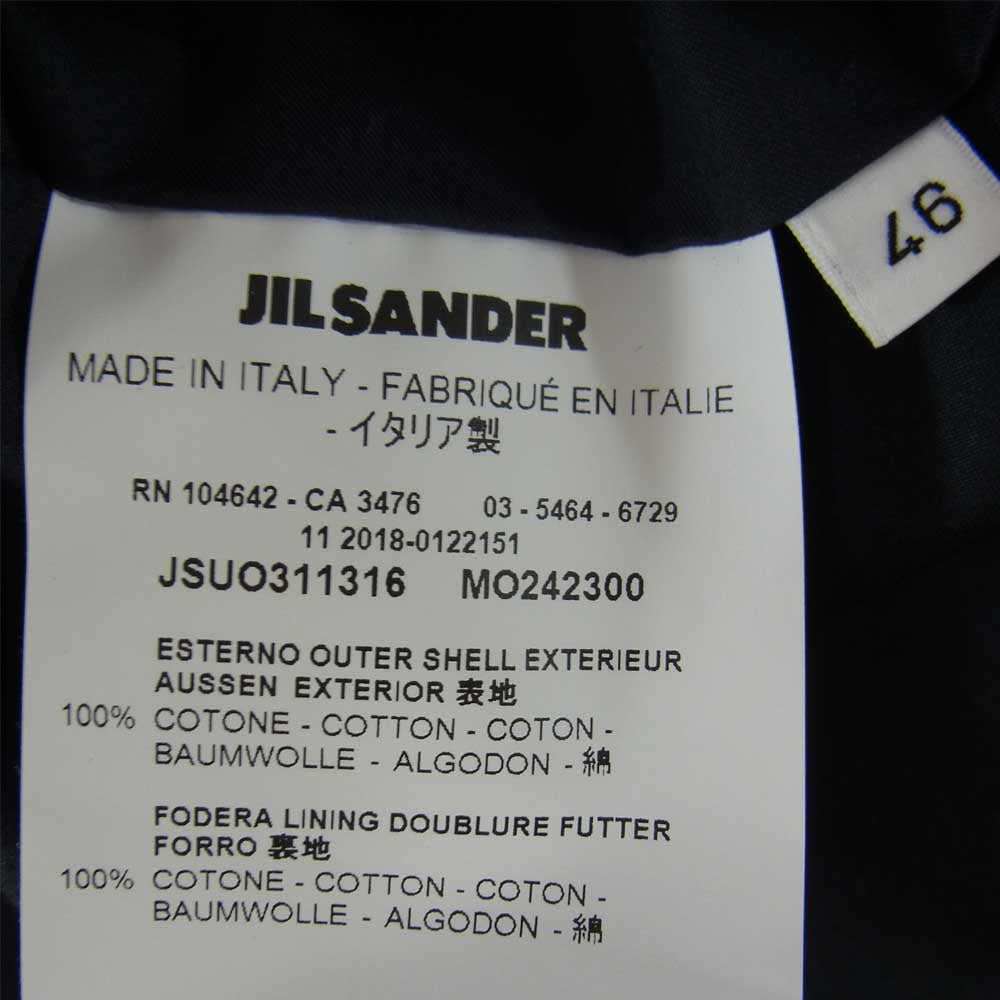 46
JIL SANDER
MADE IN ITALY - FABRIQUÉ EN ITALIE
- イタリア製
RN 104642 - CA 3476 03 - 5464 - 6729
11 2018-0122151
JSUO311316 MO242300
ESTERNO OUTER SHELL EXTERIEUR
AUSSEN EXTERIOR 表地
100% COTONE - COTTON - COTON -
BAUMWOLLE - ALGODON - 綿
FODERA LINING DOUBLURE FUTTER
FORRO 裏地
100% COTONE - COTTON - COTON -
BAUMWOLLE - ALGODON - 綿